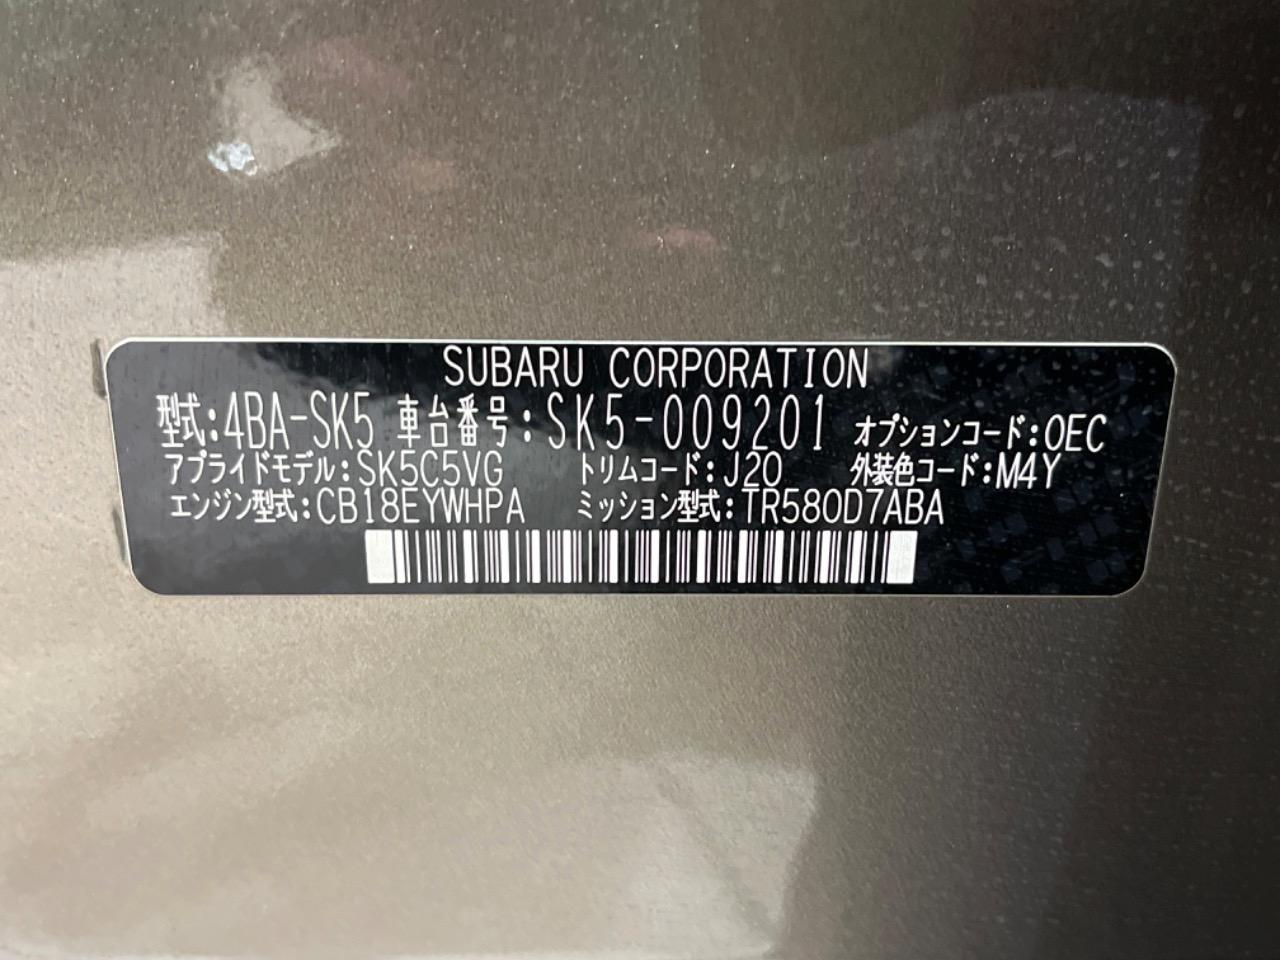 SUBARU CORPORATION
型式:4BA-SK5 車台番号:SK5-009201 オプションコード:OEC
アプライドモデル:SK5C5VG トリムコード:J20 外装色コード:M4Y
エンジン型式:CB18EYWHPA ミッション型式:TR580D7ABA